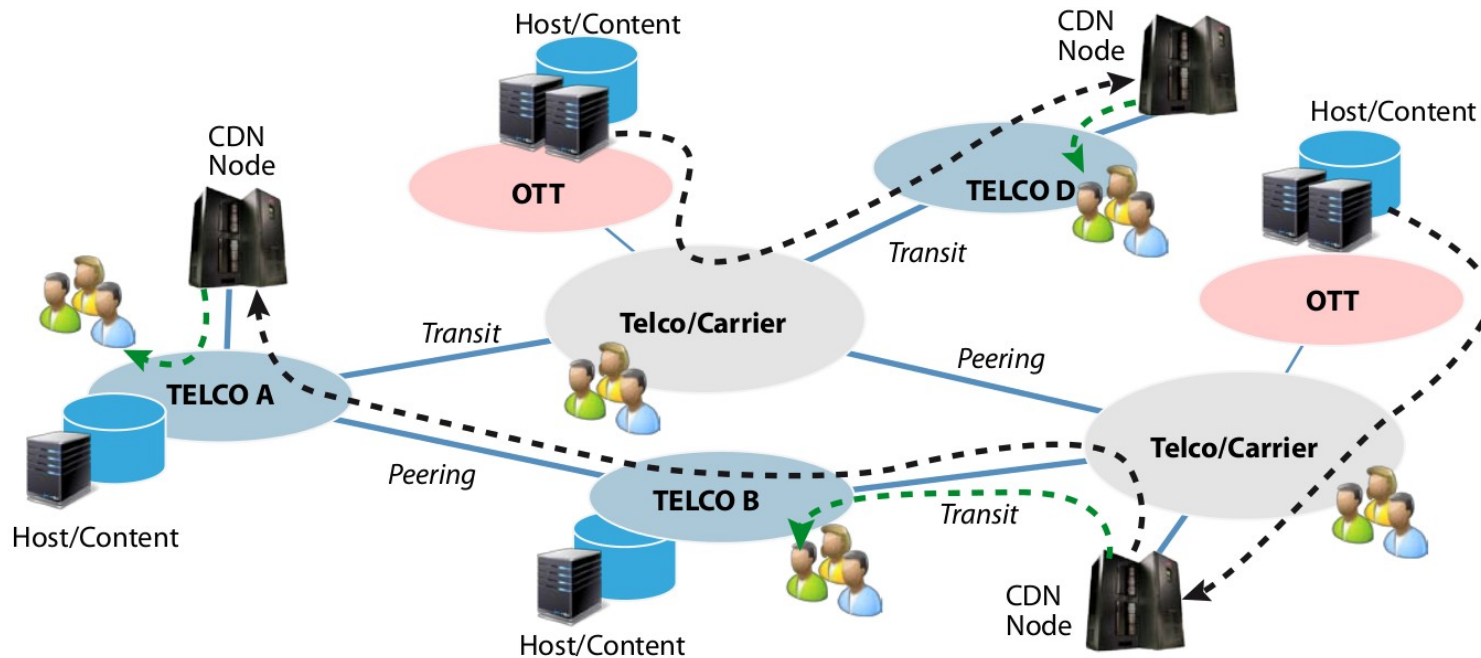 Host/Content
CDN
Node
Host/Content
CDN
Node
OTT
TELCO D
Transit
OTT
Telco/Carrier
Transit
Peering
TELCO A
Telco/Carrier
Peering
TELCO B
Transit
Host/Content
CDN
Node
Host/Content